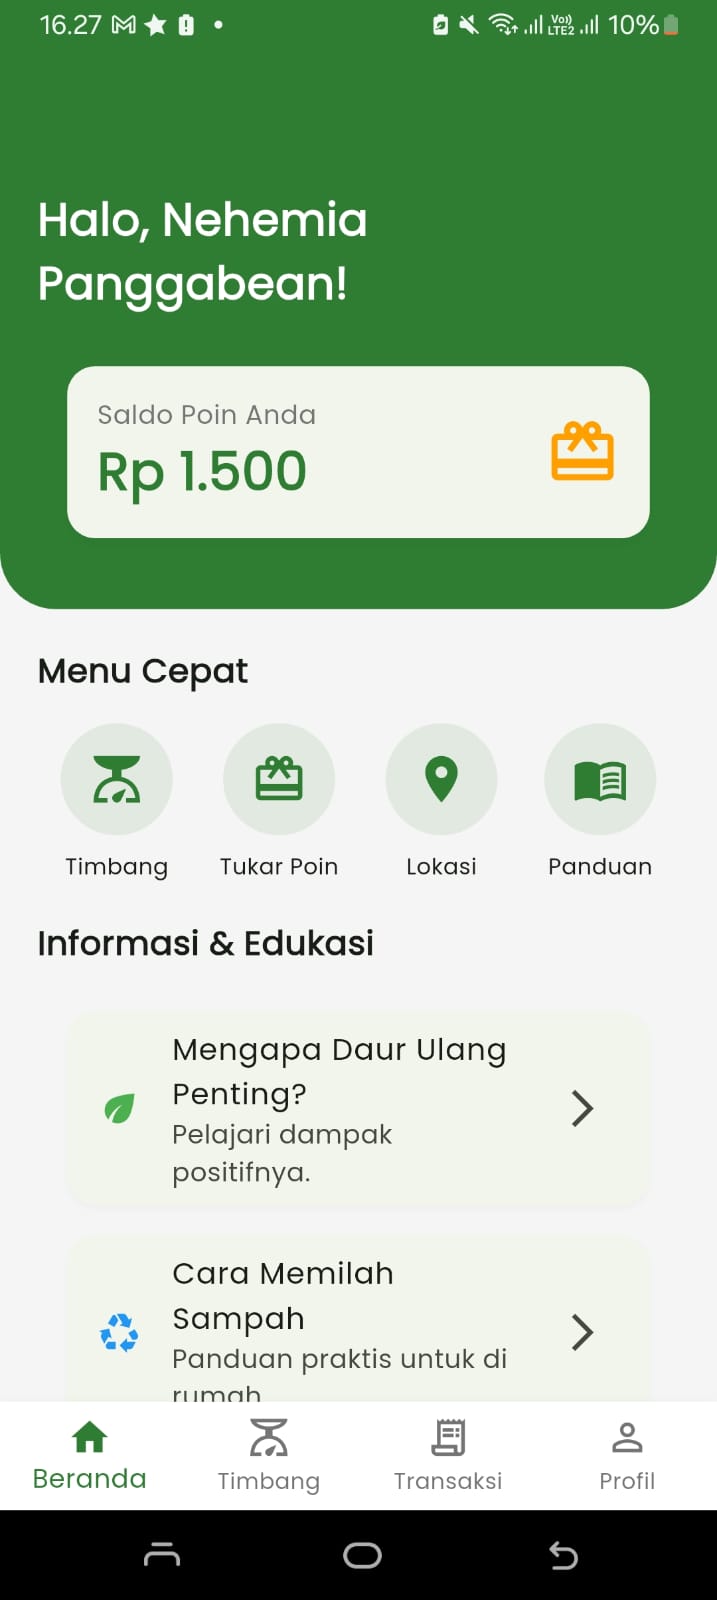 16.27
Vo))
LTE2
10%
Halo, Nehemia
Panggabean!
Saldo Poin Anda
Rp 1.500
Menu Cepat
Timbang
Tukar Poin
Lokasi
Panduan
Informasi & Edukasi
Mengapa Daur Ulang
Penting?
Pelajari dampak
positifnya.
Cara Memilah
Sampah
Panduan praktis untuk di
rumah
Beranda
Timbang
Transaksi
Profil